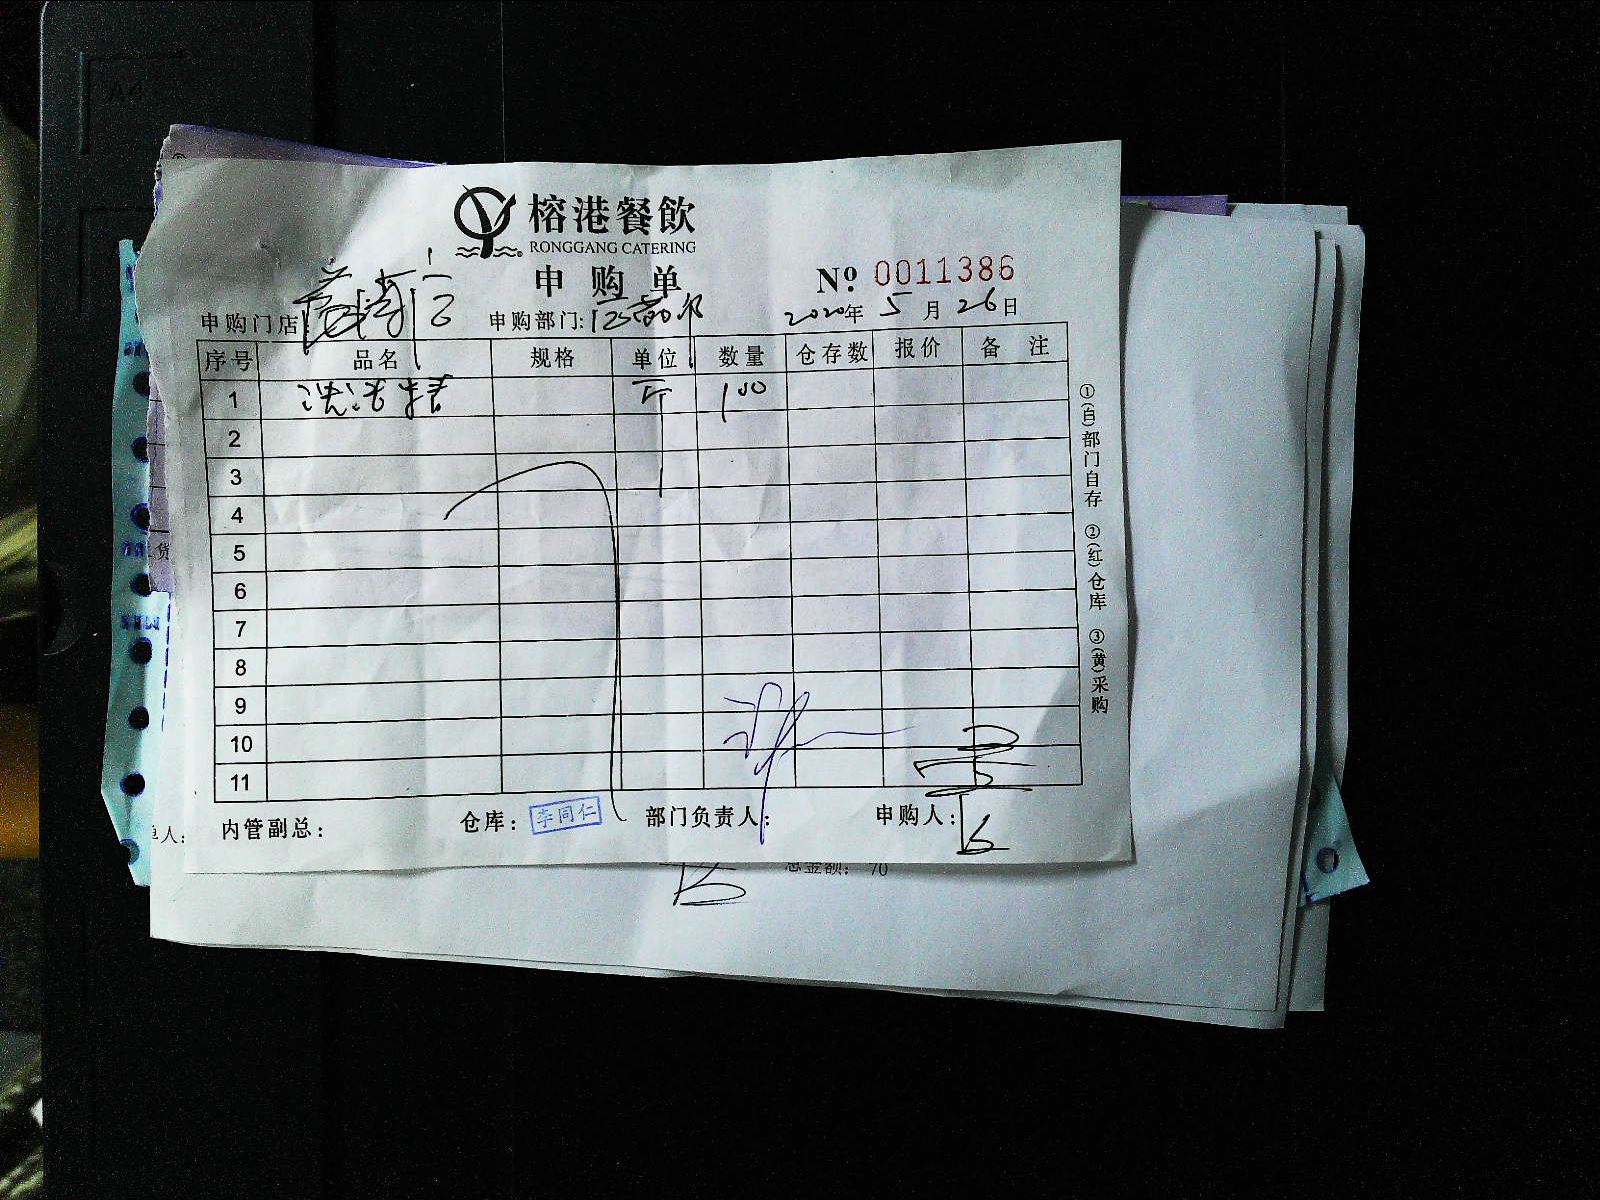 榕港餐飲
RONGGANG CATERING
申购单
№ 0011386
申购门店: 申购部门: 2020年 5月 26日
序号 品名 规格 单位 数量 仓存数 报价 备注
1 洗洁精 斤 100
2
3
4
5
6
7
8
9
10
11
内管副总: 仓库: 李同仁 部门负责人: 申购人:
①(白)部门自存 ②(红)仓库 ③(黄)采购
单人:
总金额: 70
货
A4